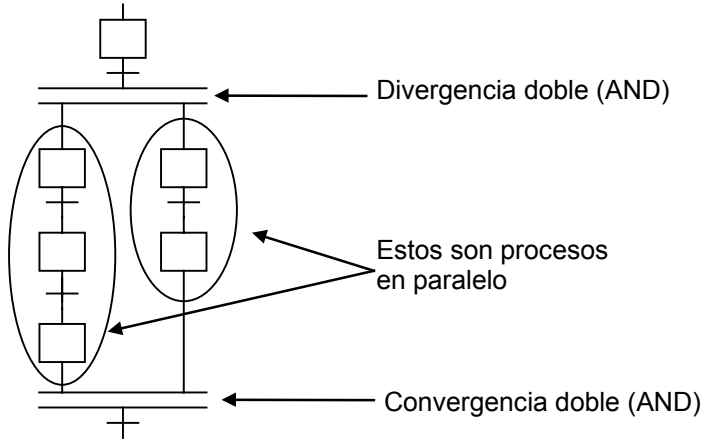 Divergencia doble (AND)
Estos son procesos
en paralelo
Convergencia doble (AND)